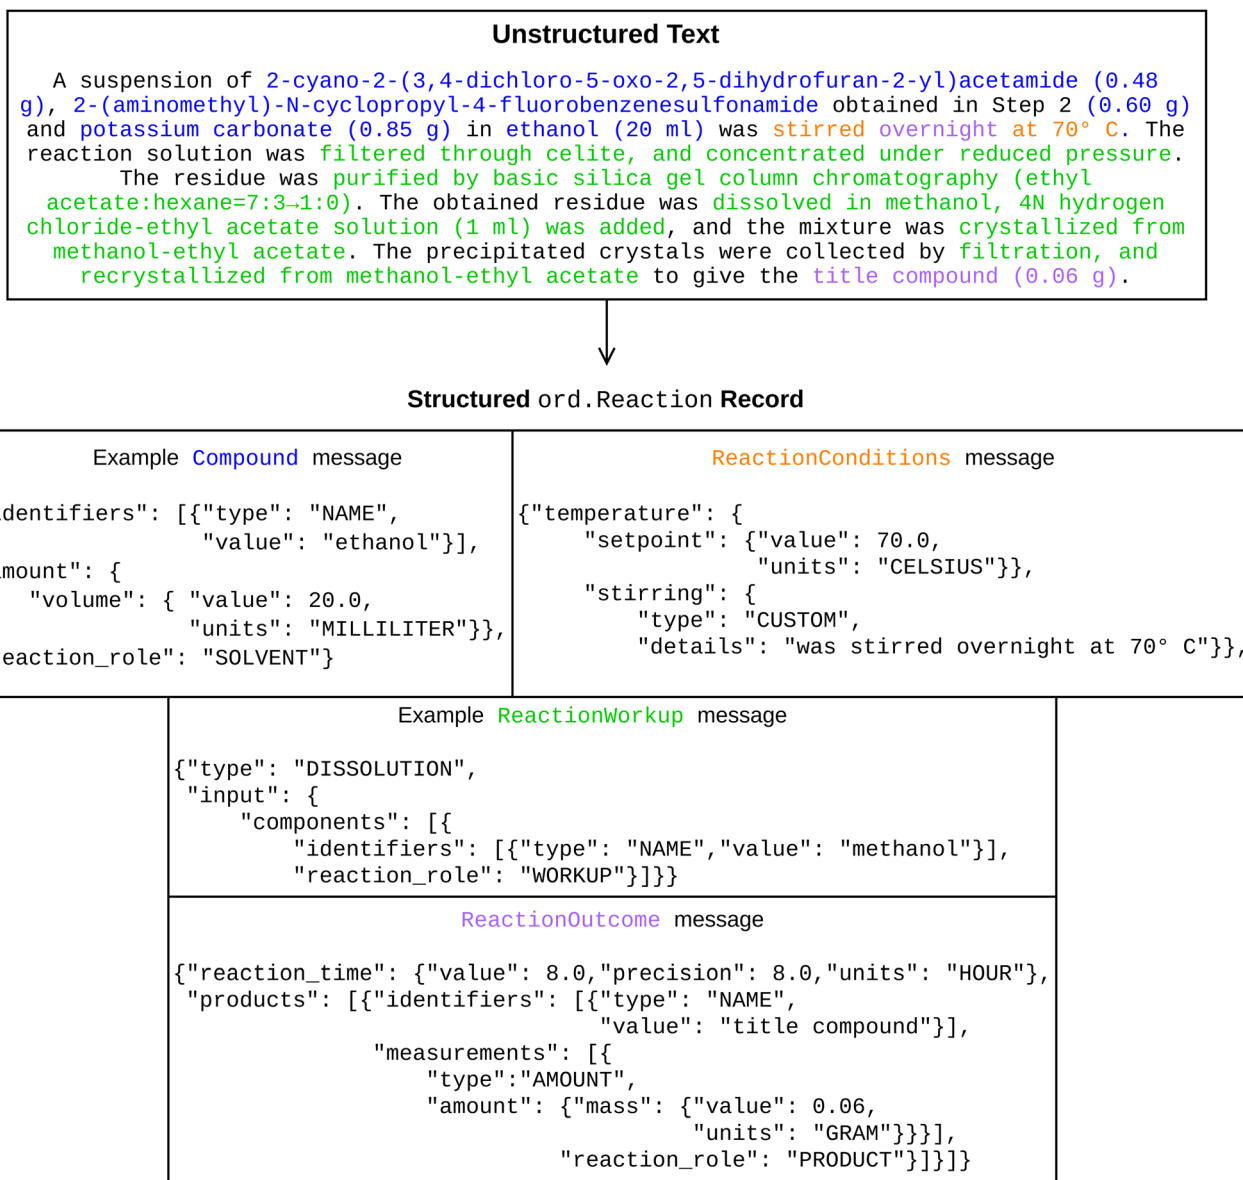 Unstructured Text
A suspension of 2-cyano-2-(3,4-dichloro-5-oxo-2,5-dihydrofuran-2-yl)acetamide (0.48
g), 2-(aminomethyl)-N-cyclopropyl-4-fluorobenzenesulfonamide obtained in Step 2 (0.60 g)
and potassium carbonate (0.85 g) in ethanol (20 ml) was stirred overnight at 70° C. The
reaction solution was filtered through celite, and concentrated under reduced pressure.
The residue was purified by basic silica gel column chromatography (ethyl
acetate:hexane=7:3→1:0). The obtained residue was dissolved in methanol, 4N hydrogen
chloride-ethyl acetate solution (1 ml) was added, and the mixture was crystallized from
methanol-ethyl acetate. The precipitated crystals were collected by filtration, and
recrystallized from methanol-ethyl acetate to give the title compound (0.06 g).
Structured ord.Reaction Record
Example Compound message
dentifiers": [{"type": "NAME",
"value": "ethanol"}],
mount": {
"volume": { "value": 20.0,
"units": "MILLILITER"}},
eaction_role": "SOLVENT"}
ReactionConditions message
{"temperature": {
"setpoint": {"value": 70.0,
"units": "CELSIUS"}},
"stirring": {
"type": "CUSTOM",
"details": "was stirred overnight at 70° C"}},
Example ReactionWorkup message
{"type": "DISSOLUTION",
"input": {
"components": [{
"identifiers": [{"type": "NAME","value": "methanol"}],
"reaction_role": "WORKUP"}]}}
ReactionOutcome message
{"reaction_time": {"value": 8.0,"precision": 8.0,"units": "HOUR"},
"products": [{"identifiers": [{"type": "NAME",
"value": "title compound"}],
"measurements": [{
"type":"AMOUNT",
"amount": {"mass": {"value": 0.06,
"units": "GRAM"}}}],
"reaction_role": "PRODUCT"}]}]}